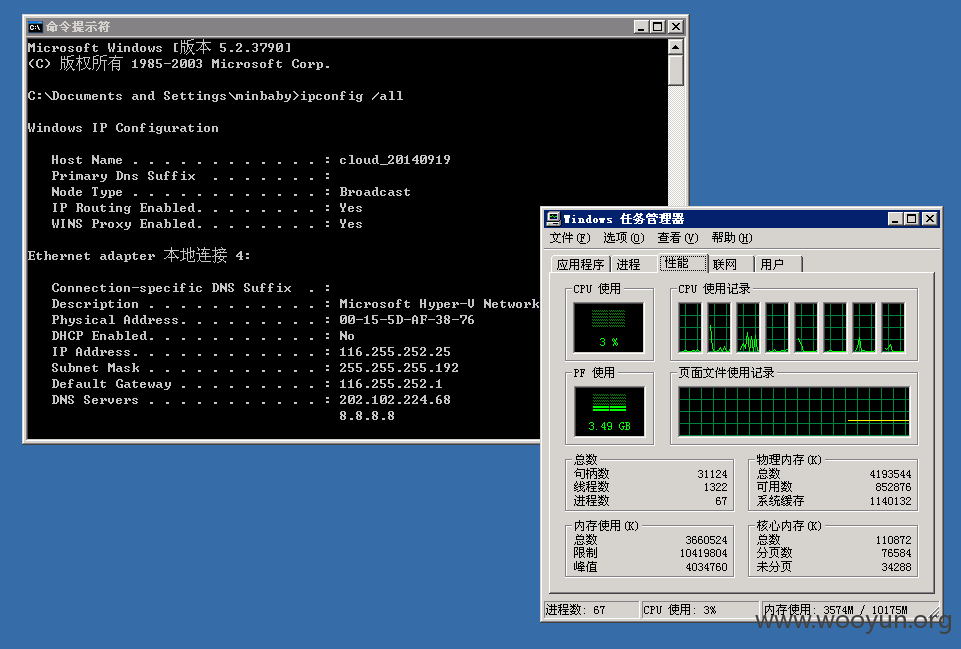 命令提示符
Microsoft Windows [版本 5.2.3790]
(C) 版权所有 1985-2003 Microsoft Corp.
C:\Documents and Settings\minbaby>ipconfig /all
Windows IP Configuration
Host Name . . . . . . . . . . . . : cloud_20140919
Primary Dns Suffix  . . . . . . . :
Node Type . . . . . . . . . . . . : Broadcast
IP Routing Enabled. . . . . . . . : Yes
WINS Proxy Enabled. . . . . . . . : Yes
Ethernet adapter 本地连接 4:
Connection-specific DNS Suffix  . :
Description . . . . . . . . . . . : Microsoft Hyper-V Network
Physical Address. . . . . . . . . : 00-15-5D-AF-38-76
DHCP Enabled. . . . . . . . . . . : No
IP Address. . . . . . . . . . . . : 116.255.252.25
Subnet Mask . . . . . . . . . . . : 255.255.255.192
Default Gateway . . . . . . . . . : 116.255.252.1
DNS Servers . . . . . . . . . . . : 202.102.224.68
8.8.8.8
Windows 任务管理器
文件(F) 选项(O) 查看(V) 帮助(H)
应用程序 进程 性能 联网 用户
CPU 使用 CPU 使用记录
3 %
PF 使用 页面文件使用记录
3.49 GB
总数
句柄数 31124
线程数 1322
进程数 67
物理内存(K)
总数 4193544
可用数 852876
系统缓存 1140132
内存使用(K)
总数 3660524
限制 10419804
峰值 4034760
核心内存(K)
总数 110872
分页数 76584
未分页 34288
进程数: 67 CPU 使用: 3% 内存使用: 3574M / 10175M
www.wooyun.org